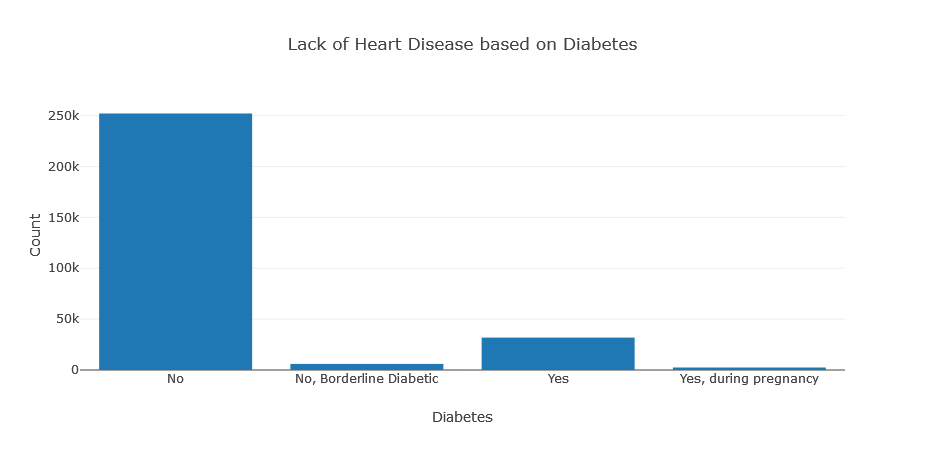 Lack of Heart Disease based on Diabetes
250k
200k
150k
100k
50k
0
Count
No
No, Borderline Diabetic
Yes
Yes, during pregnancy
Diabetes